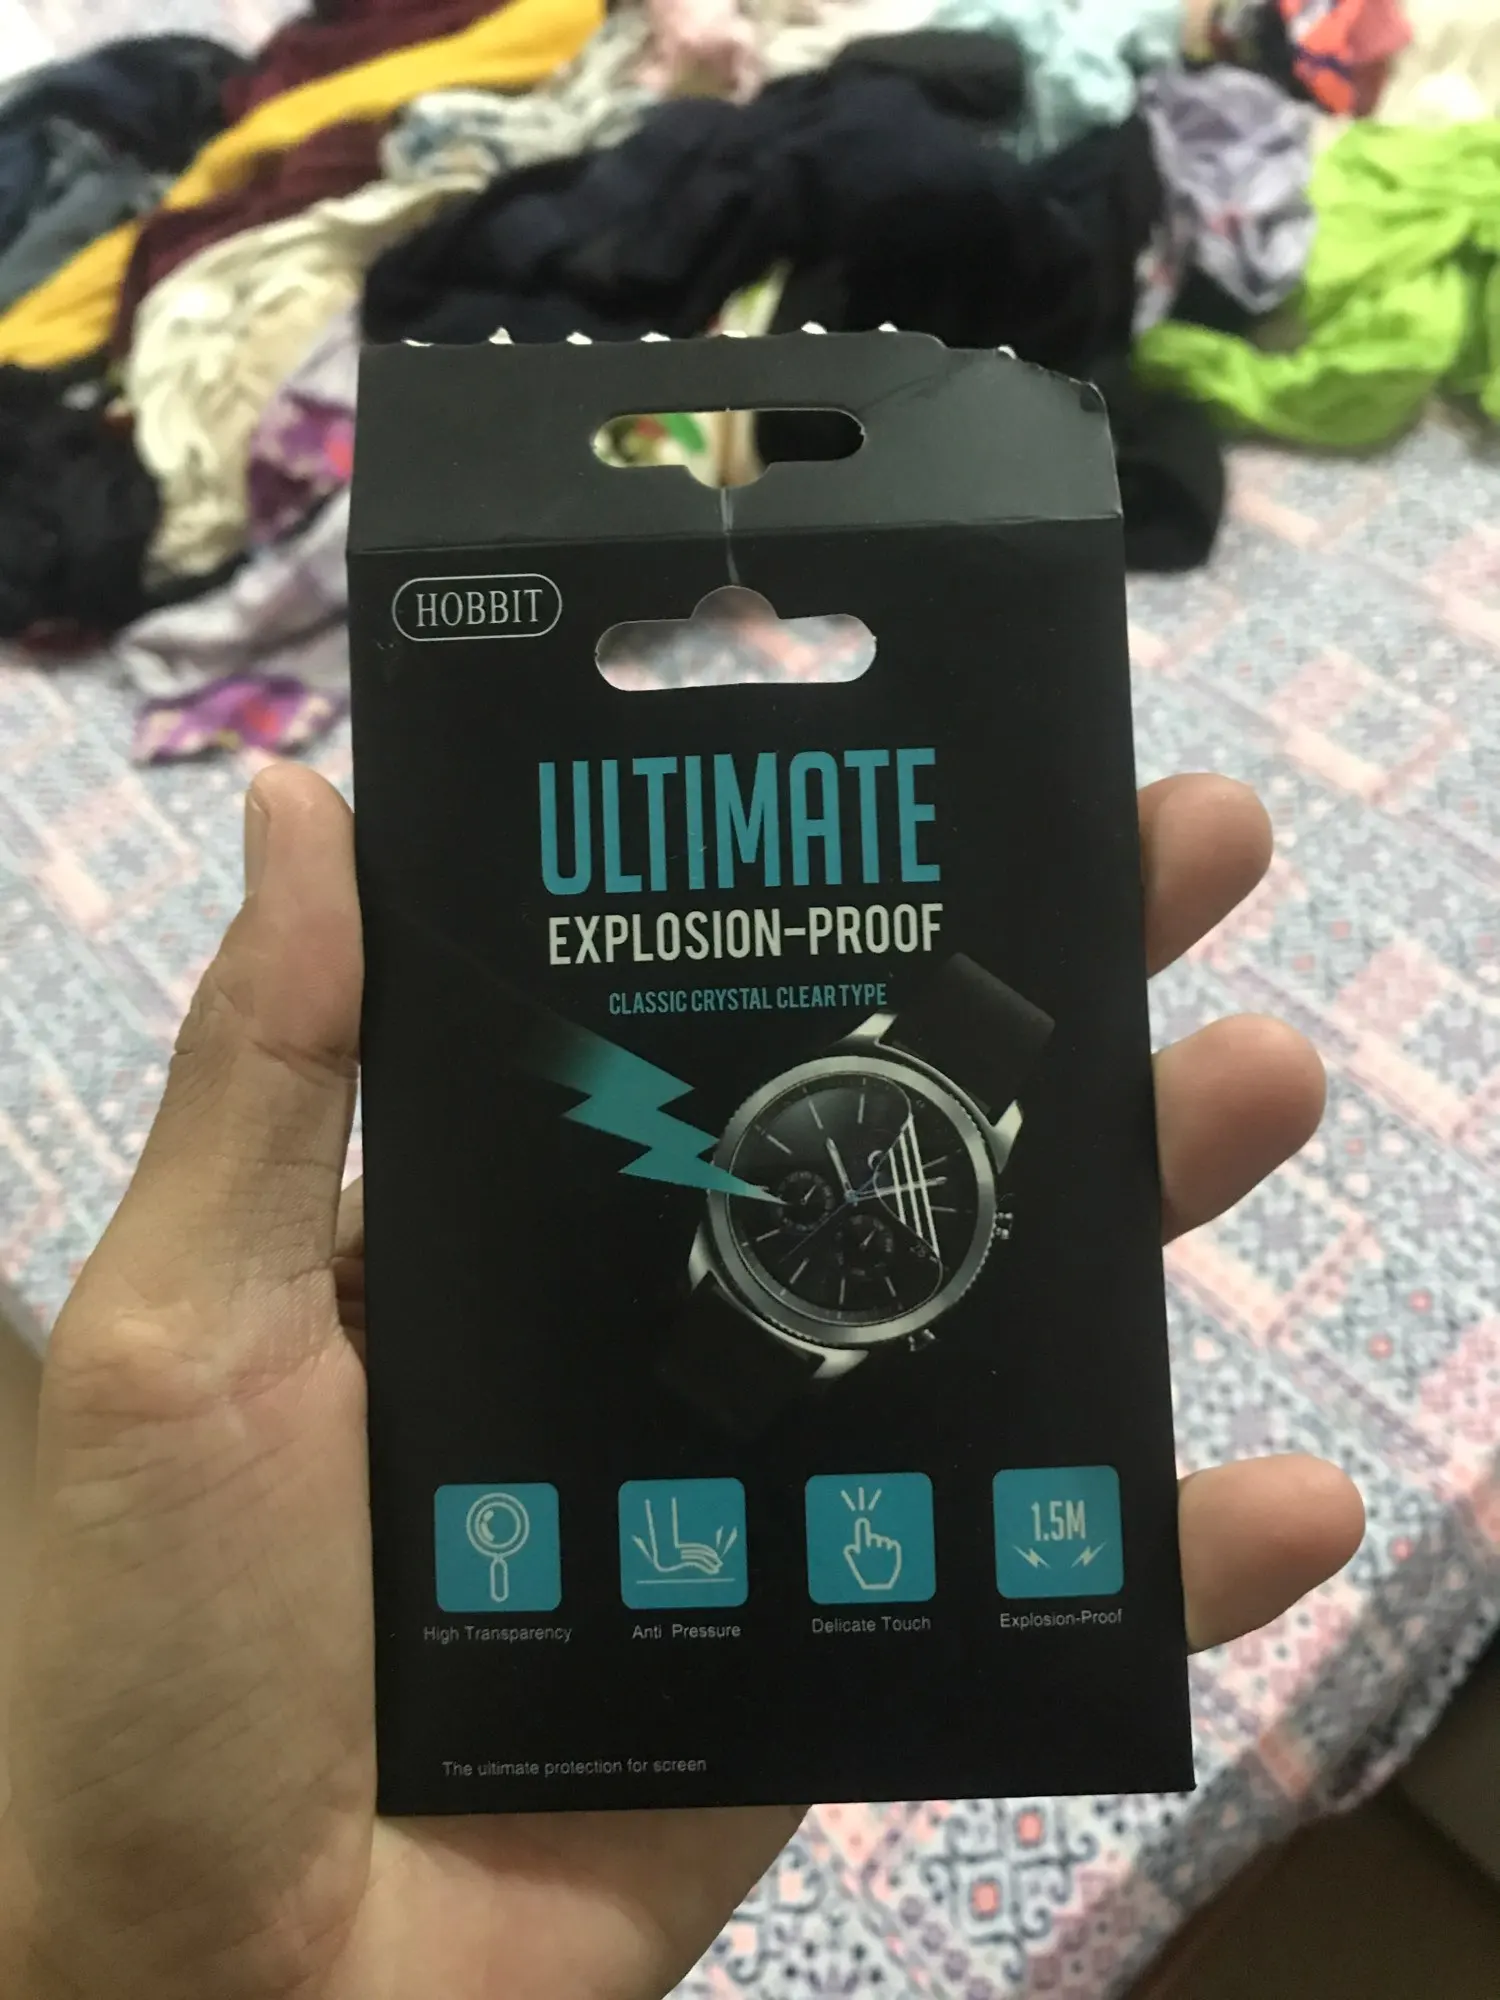 HOBBIT
ULTIMATE
EXPLOSION-PROOF
CLASSIC CRYSTAL CLEAR TYPE
1.5M
High Transparency
Anti Pressure
Delicate Touch
Explosion-Proof
The ultimate protection for screen